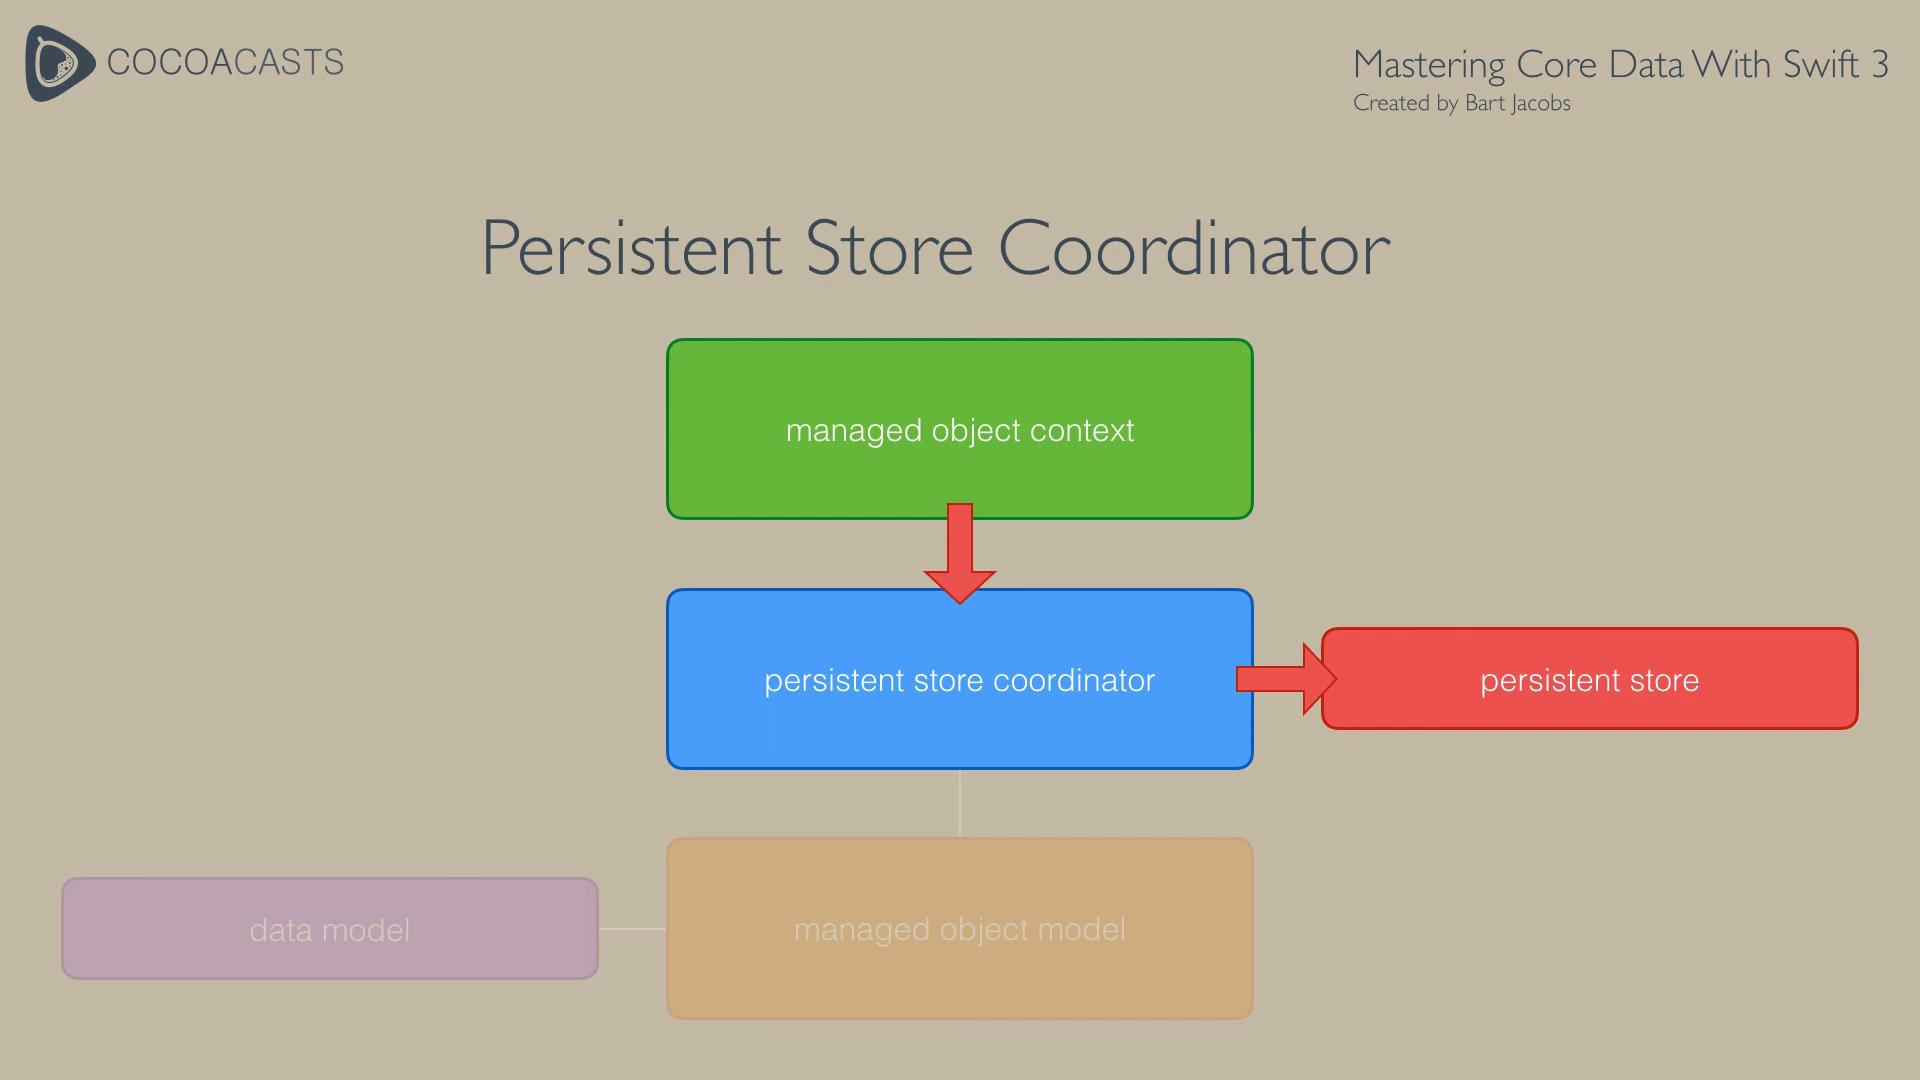 COCOACASTS
Mastering Core Data With Swift 3
Created by Bart Jacobs
Persistent Store Coordinator
managed object context
persistent store coordinator
persistent store
data model
managed object model